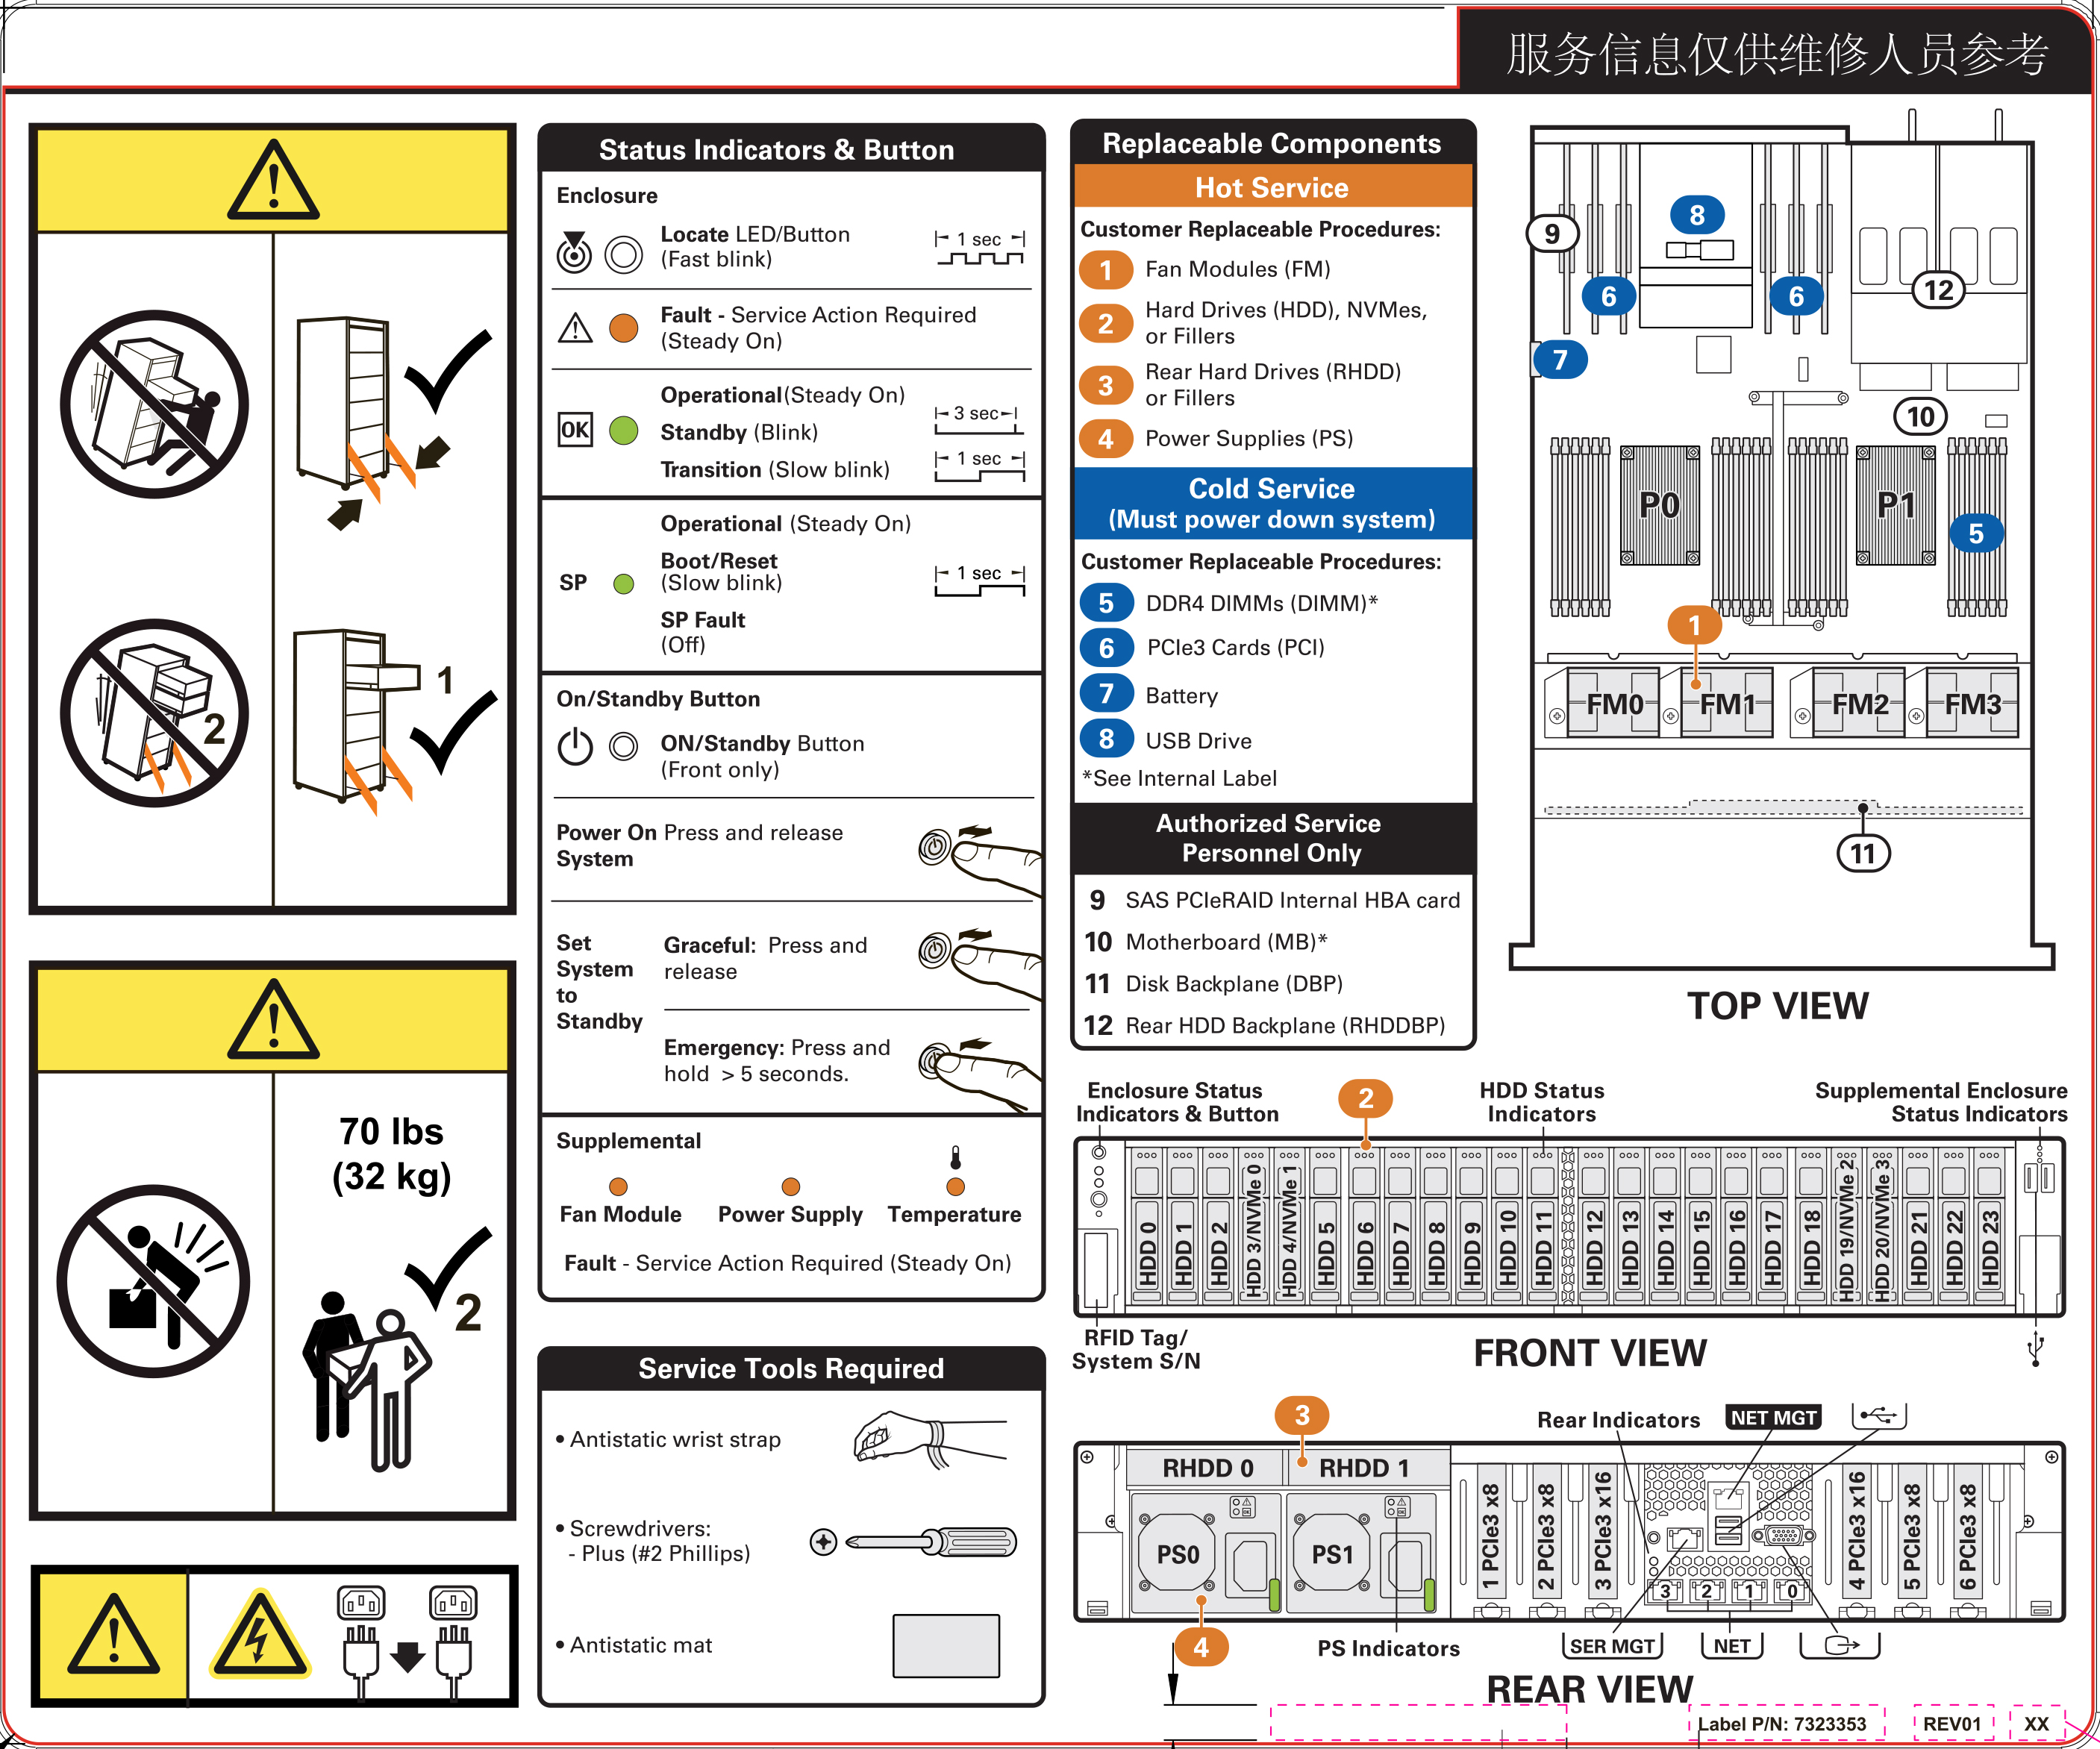 服务信息仅供维修人员参考
2
1
70 lbs
(32 kg)
2
Status Indicators & Button
Enclosure
Locate LED/Button
(Fast blink)
1 sec
Fault - Service Action Required
(Steady On)
OK
Operational(Steady On)
Standby (Blink)
3 sec
Transition (Slow blink)
1 sec
SP
Operational (Steady On)
Boot/Reset
(Slow blink)
1 sec
SP Fault
(Off)
On/Standby Button
ON/Standby Button
(Front only)
Power On Press and release
System
Set
System
to
Standby
Graceful: Press and
release
Emergency: Press and
hold > 5 seconds.
Supplemental
Fan Module
Power Supply
Temperature
Fault - Service Action Required (Steady On)
Service Tools Required
• Antistatic wrist strap
• Screwdrivers:
- Plus (#2 Phillips)
• Antistatic mat
Replaceable Components
Hot Service
Customer Replaceable Procedures:
1 Fan Modules (FM)
2 Hard Drives (HDD), NVMes,
or Fillers
3 Rear Hard Drives (RHDD)
or Fillers
4 Power Supplies (PS)
Cold Service
(Must power down system)
Customer Replaceable Procedures:
5 DDR4 DIMMs (DIMM)*
6 PCIe3 Cards (PCI)
7 Battery
8 USB Drive
*See Internal Label
Authorized Service
Personnel Only
9 SAS PCIeRAID Internal HBA card
10 Motherboard (MB)*
11 Disk Backplane (DBP)
12 Rear HDD Backplane (RHDDBP)
8
9
6
6
12
7
10
P0
P1
5
1
FM0
FM1
FM2
FM3
11
TOP VIEW
Enclosure Status
Indicators & Button
2
HDD Status
Indicators
Supplemental Enclosure
Status Indicators
HDD 0
HDD 1
HDD 2
HDD 3/NVMe 0
HDD 4/NVMe 1
HDD 5
HDD 6
HDD 7
HDD 8
HDD 9
HDD 10
HDD 11
HDD 12
HDD 13
HDD 14
HDD 15
HDD 16
HDD 17
HDD 18
HDD 19/NVMe 2
HDD 20/NVMe 3
HDD 21
HDD 22
HDD 23
RFID Tag/
System S/N
FRONT VIEW
3
Rear Indicators
NET MGT
RHDD 0
RHDD 1
PS0
PS1
1 PCIe3 x8
2 PCIe3 x8
3 PCIe3 x16
3
2
1
0
4 PCIe3 x16
5 PCIe3 x8
6 PCIe3 x8
4
PS Indicators
SER MGT
NET
REAR VIEW
Label P/N: 7323353
REV01
XX